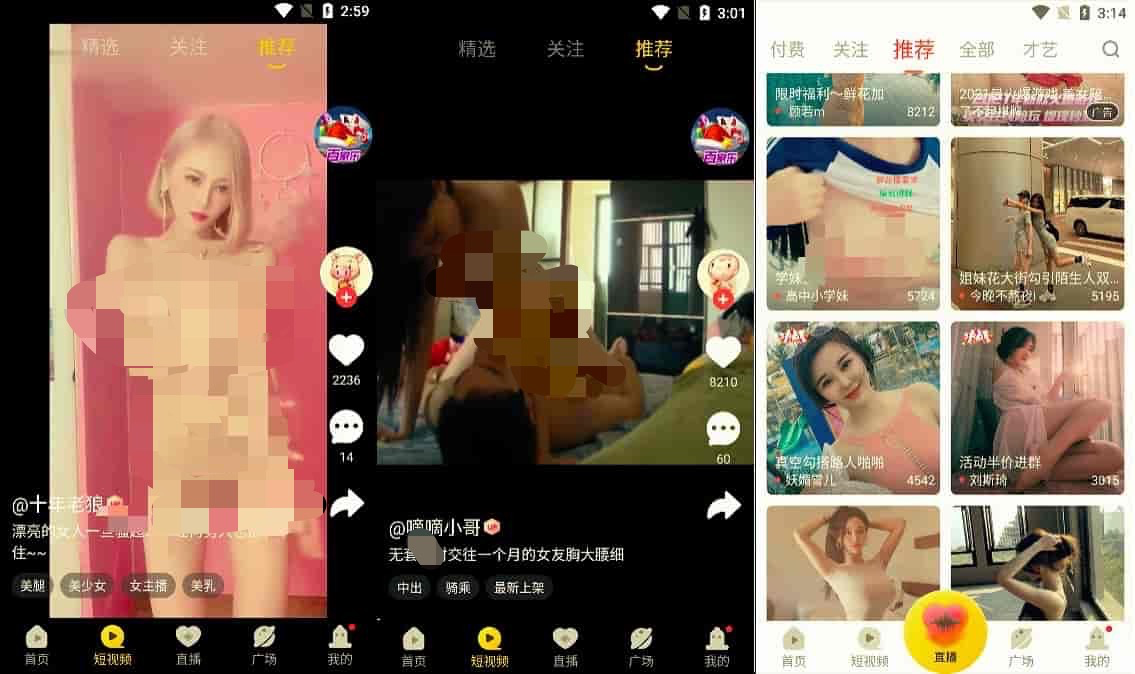 2:59
精选 关注 推荐
百家乐
2236
14
@十年老狼
漂亮的女人一旦
住~~
美腿 美少女 女主播 美乳
首页 短视频 直播 广场 我的
3:01
精选 关注 推荐
百家乐
8210
60
@嘀嘀小哥
无套
交往一个月的女友胸大腰细
中出 骑乘 最新上架
首页 短视频 直播 广场 我的
3:14
付费 关注 推荐 全部 才艺
限时福利～鲜花加
顾若m 8212
广告
学妹、
高中小学妹 5724
姐妹花大街勾引陌生人双...
今晚不熬夜! 5195
真空勾搭路人啪啪
妖媚雪儿 4542
活动半价进群
刘斯琦 3015
首页 短视频 直播 广场 我的